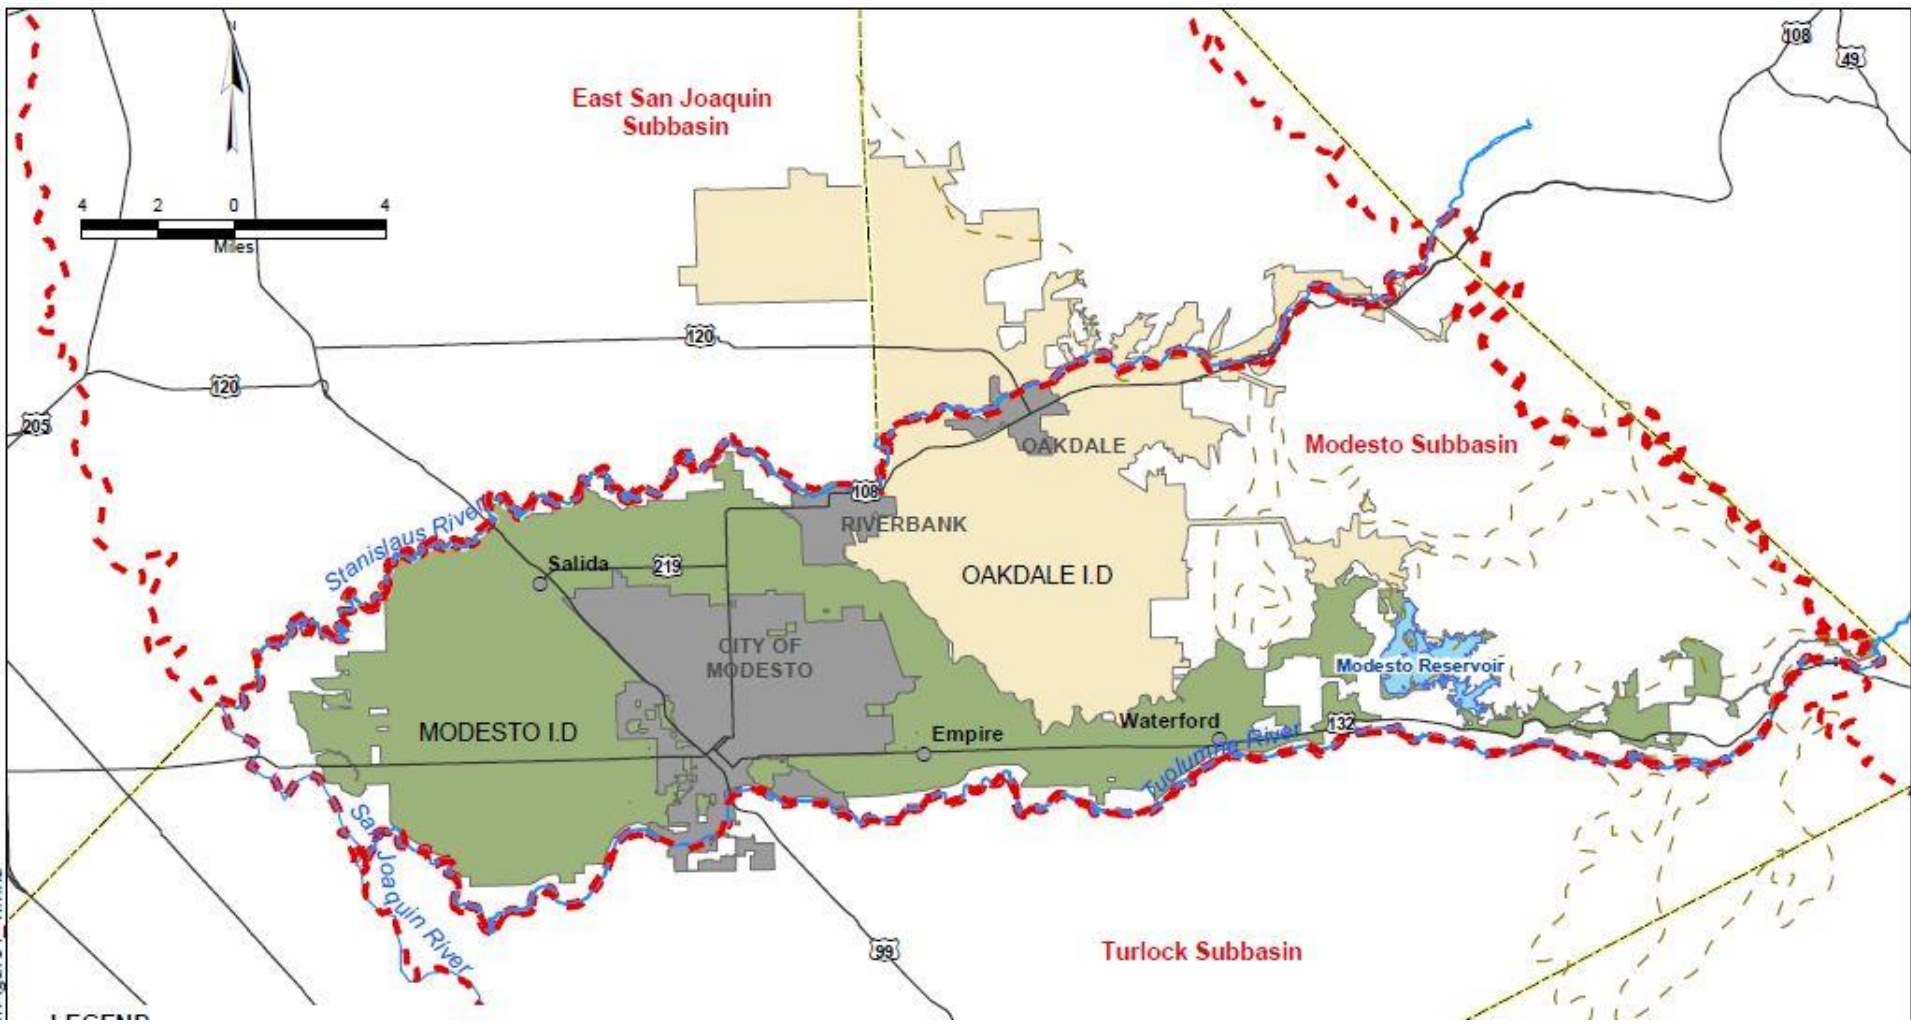 N
108
49
East San Joaquin
Subbasin
4 2 0 4
Miles
120
120
205
OAKDALE
Modesto Subbasin
108
Stanislaus River
RIVERBANK
Salida
219
OAKDALE I.D
CITY OF
MODESTO
Modesto Reservoir
MODESTO I.D
Empire
Waterford
132
Tuolumne River
San Joaquin River
99
Turlock Subbasin
LEGEND